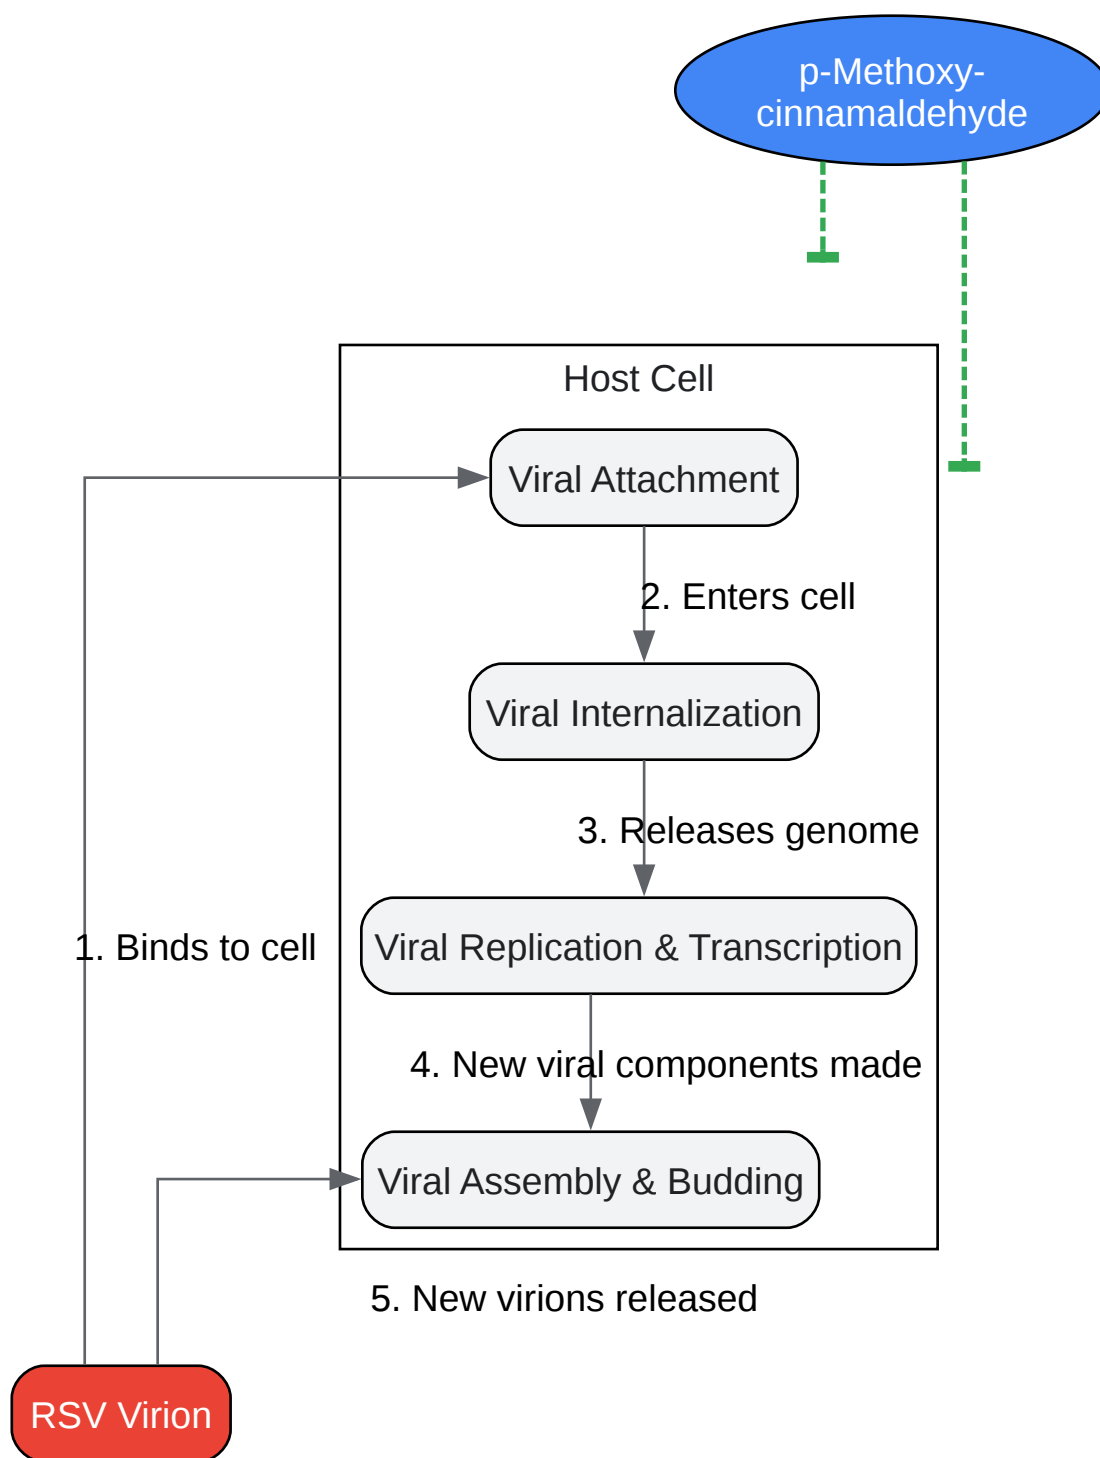 p-Methoxy-
cinnamaldehyde
Host Cell
Viral Attachment
2. Enters cell
Viral Internalization
3. Releases genome
1. Binds to cell
Viral Replication & Transcription
4. New viral components made
Viral Assembly & Budding
5. New virions released
RSV Virion